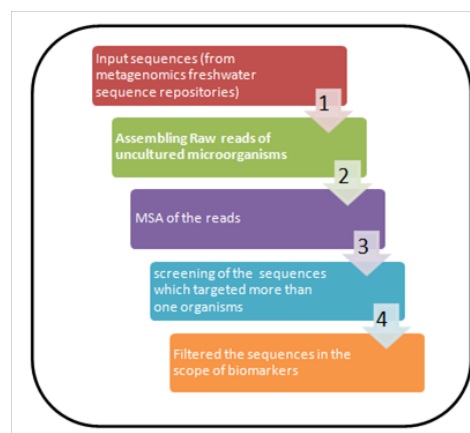 Input sequences (from
metagenomics freshwater
sequence repositories)
1
Assembling Raw reads of
uncultured microorganisms
2
MSA of the reads
3
screening of the sequences
which targeted more than
one organisms
4
Filtered the sequences in the
scope of biomarkers